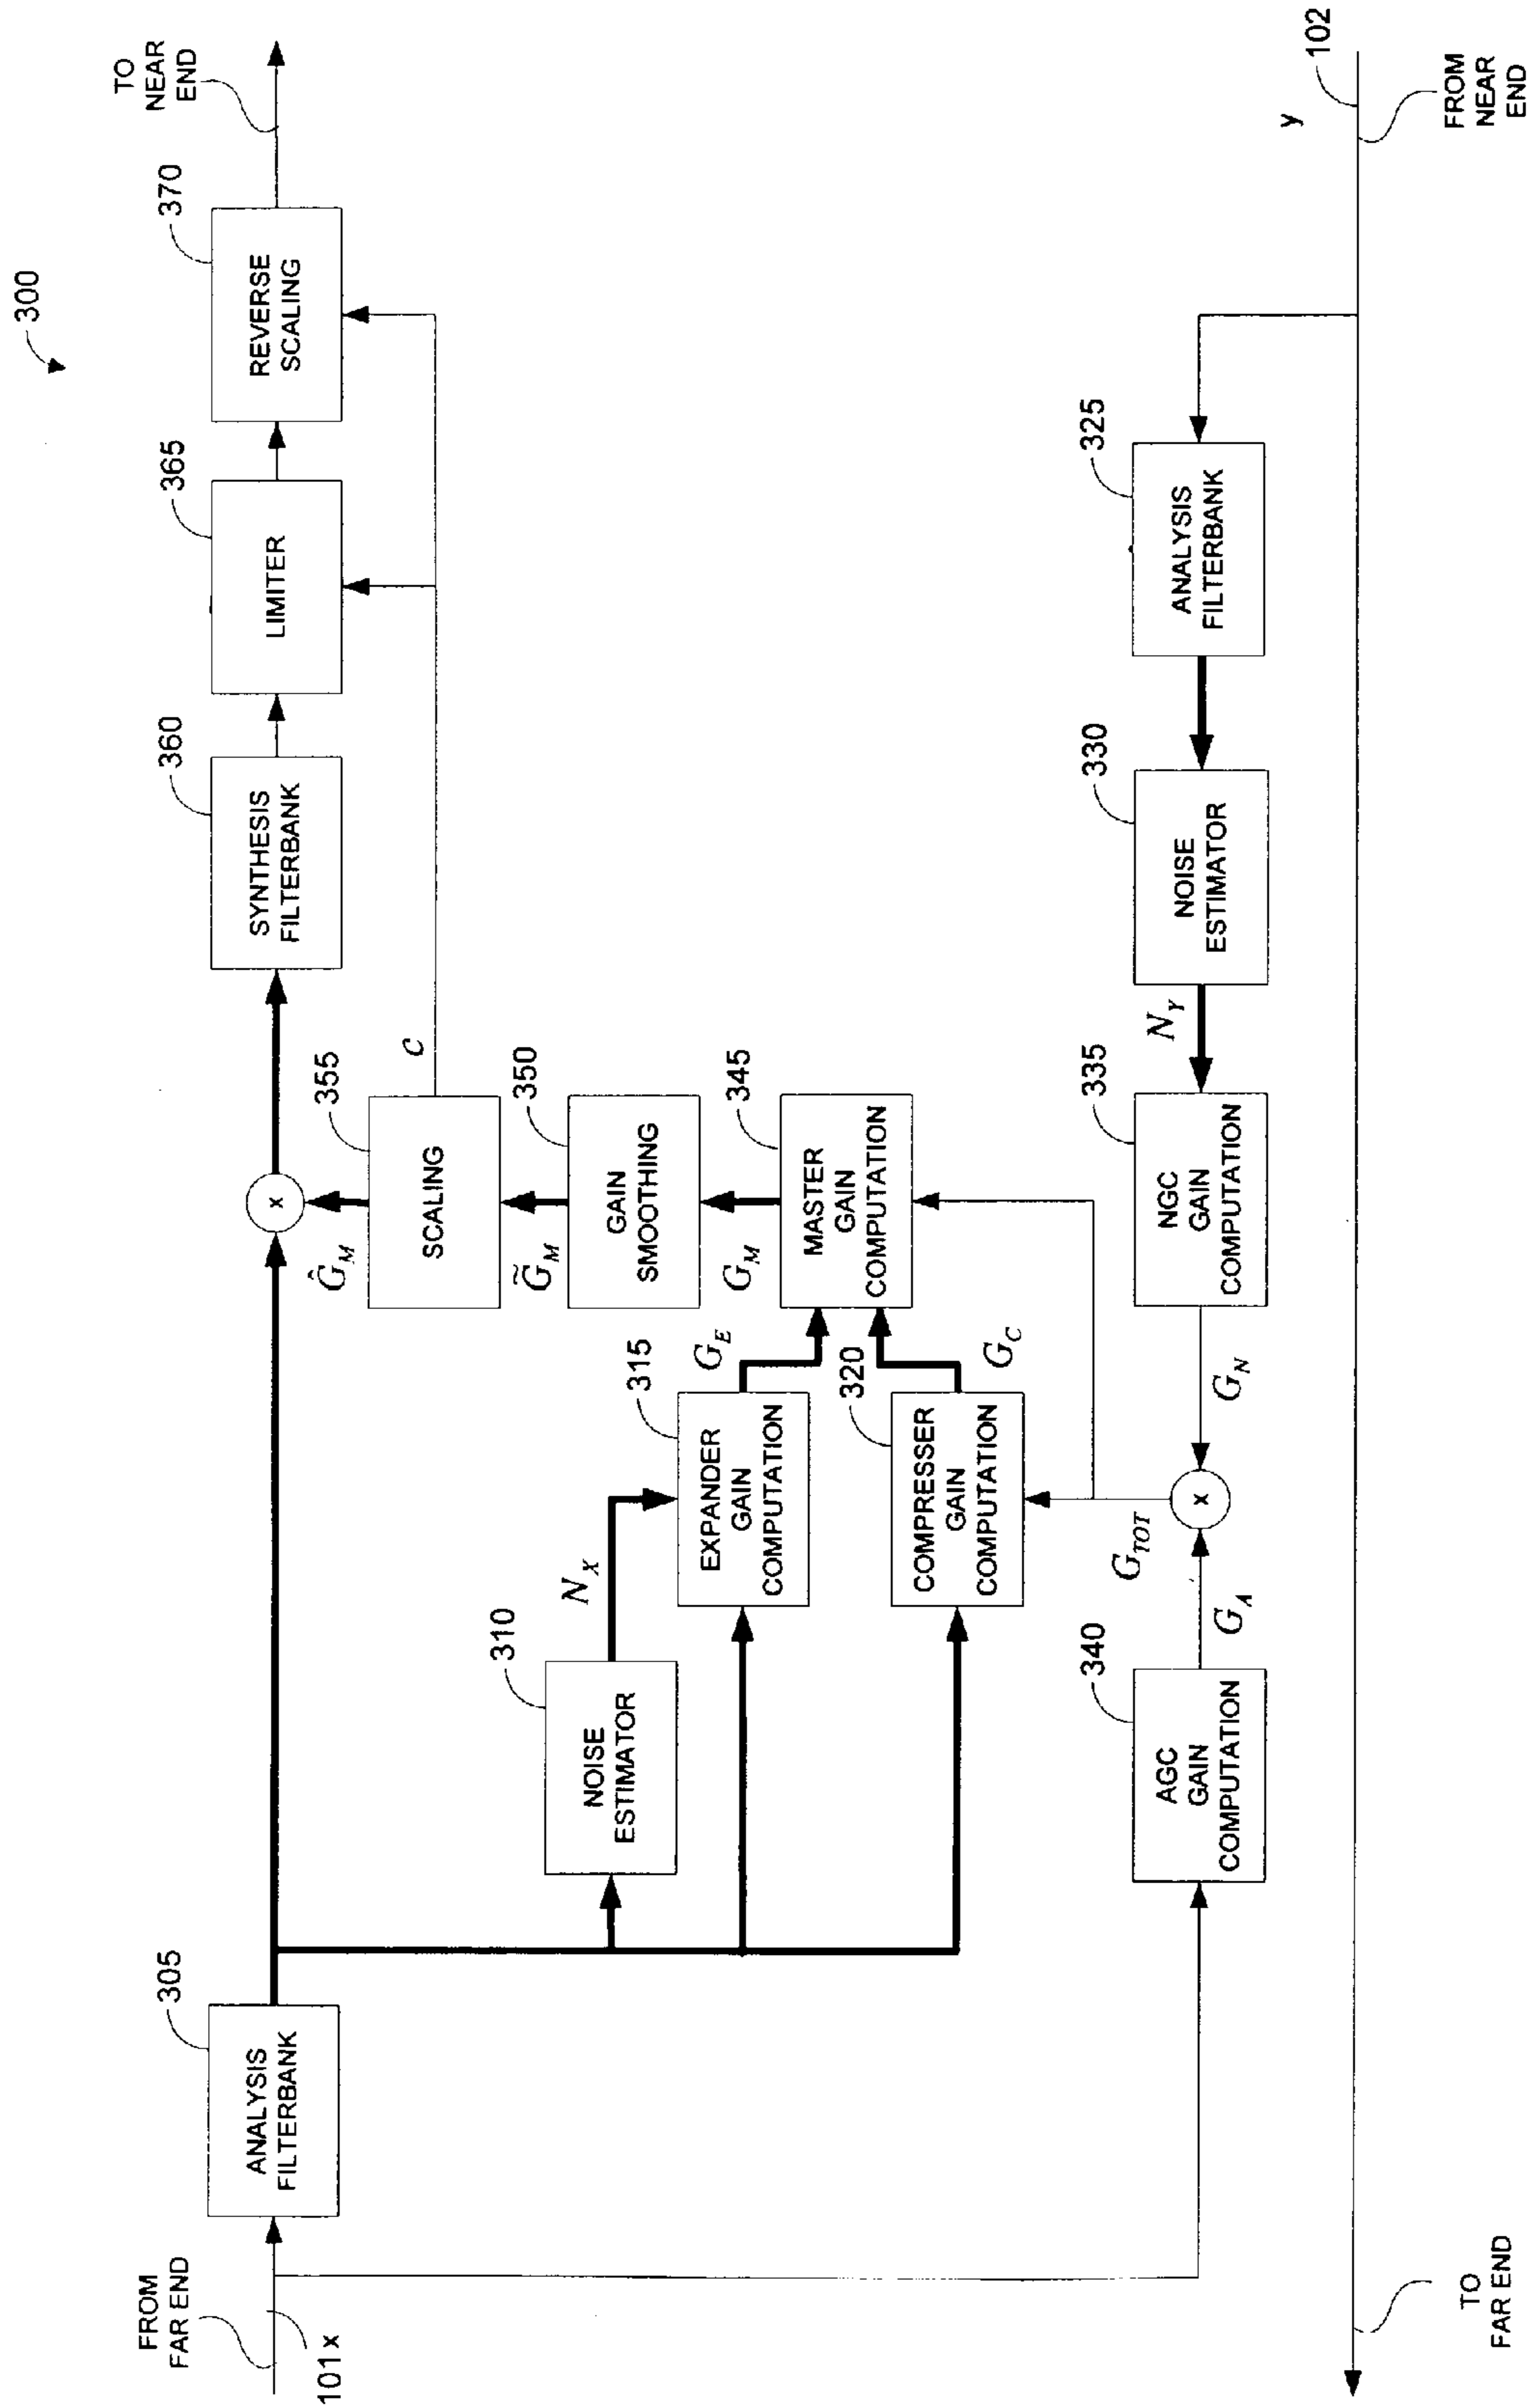 300
FROM
FAR END
101 x
305
ANALYSIS
FILTERBANK
x
SYNTHESIS
FILTERBANK
360
LIMITER
365
REVERSE
SCALING
370
TO
NEAR
END
Ĝ_M
SCALING
355
c
G̃_M
GAIN
SMOOTHING
350
G_M
MASTER
GAIN
COMPUTATION
345
NOISE
ESTIMATOR
310
N_X
EXPANDER
GAIN
COMPUTATION
315
G_E
COMPRESSER
GAIN
COMPUTATION
320
G_C
AGC
GAIN
COMPUTATION
340
G_A
G_TOT
x
G_N
NGC
GAIN
COMPUTATION
335
N_Y
NOISE
ESTIMATOR
330
ANALYSIS
FILTERBANK
325
y
102
FROM
NEAR
END
TO
FAR END